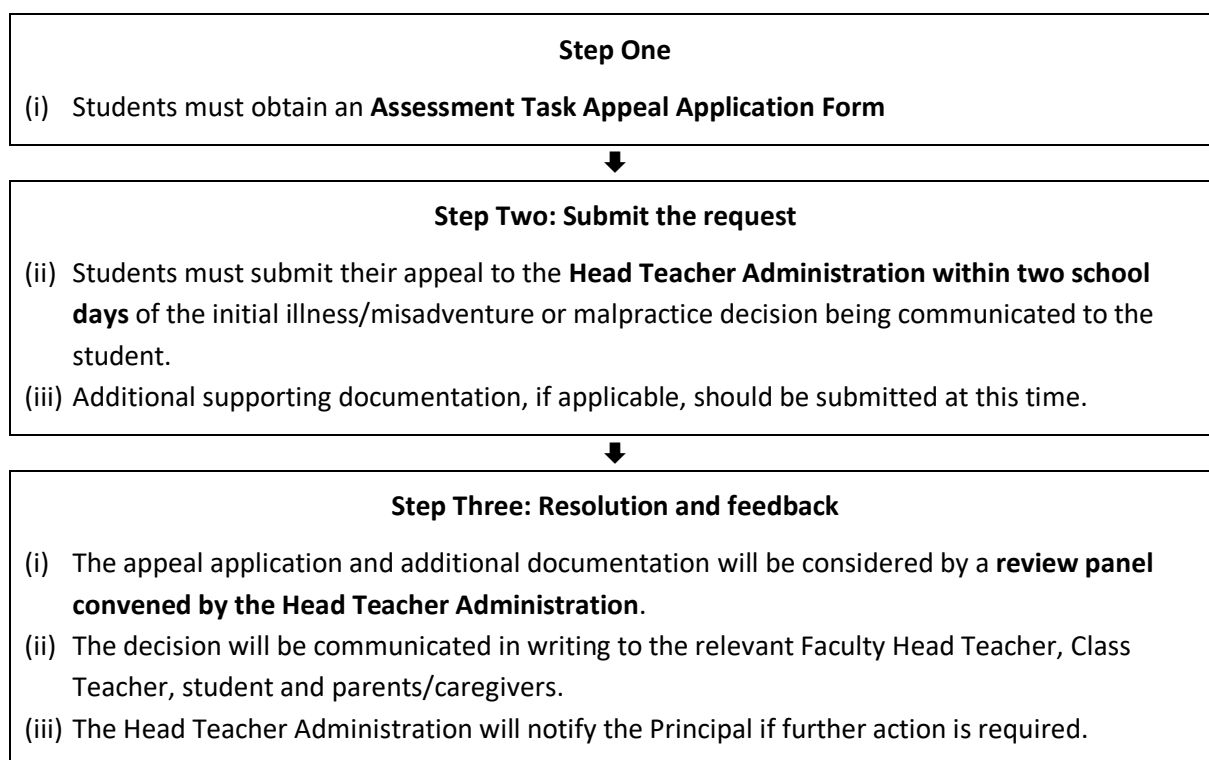 Step One
(i) Students must obtain an Assessment Task Appeal Application Form
Step Two: Submit the request
(ii) Students must submit their appeal to the Head Teacher Administration within two school
days of the initial illness/misadventure or malpractice decision being communicated to the
student.
(iii) Additional supporting documentation, if applicable, should be submitted at this time.
Step Three: Resolution and feedback
(i) The appeal application and additional documentation will be considered by a review panel
convened by the Head Teacher Administration.
(ii) The decision will be communicated in writing to the relevant Faculty Head Teacher, Class
Teacher, student and parents/caregivers.
(iii) The Head Teacher Administration will notify the Principal if further action is required.